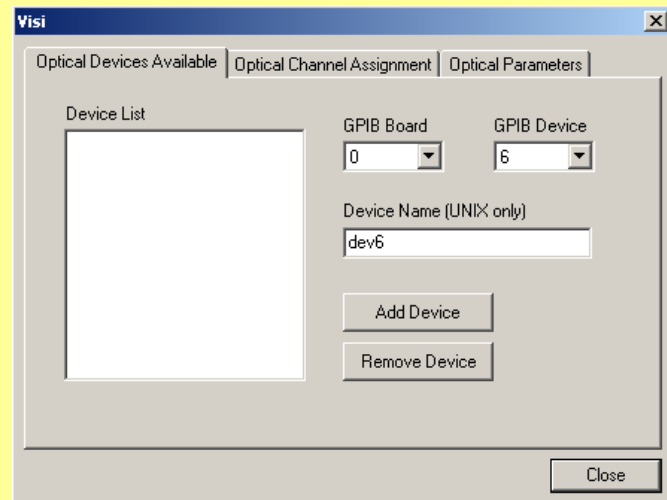 Visi
Optical Devices Available Optical Channel Assignment Optical Parameters
Device List
GPIB Board GPIB Device
0 6
Device Name (UNIX only)
dev6
Add Device
Remove Device
Close